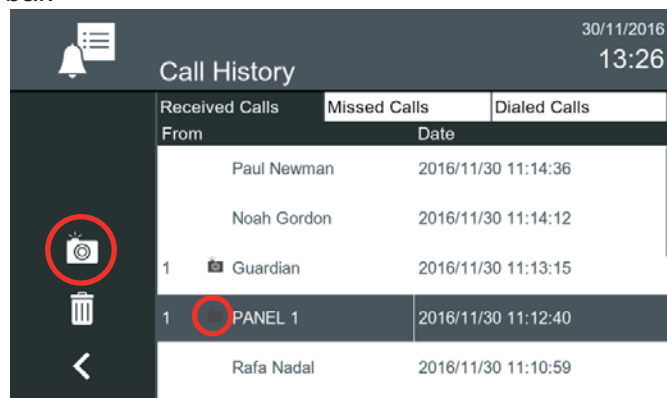 30/11/2016
13:26
Call History
Received Calls Missed Calls Dialed Calls
From Date
Paul Newman 2016/11/30 11:14:36
Noah Gordon 2016/11/30 11:14:12
1 Guardian 2016/11/30 11:13:15
1 PANEL 1 2016/11/30 11:12:40
Rafa Nadal 2016/11/30 11:10:59